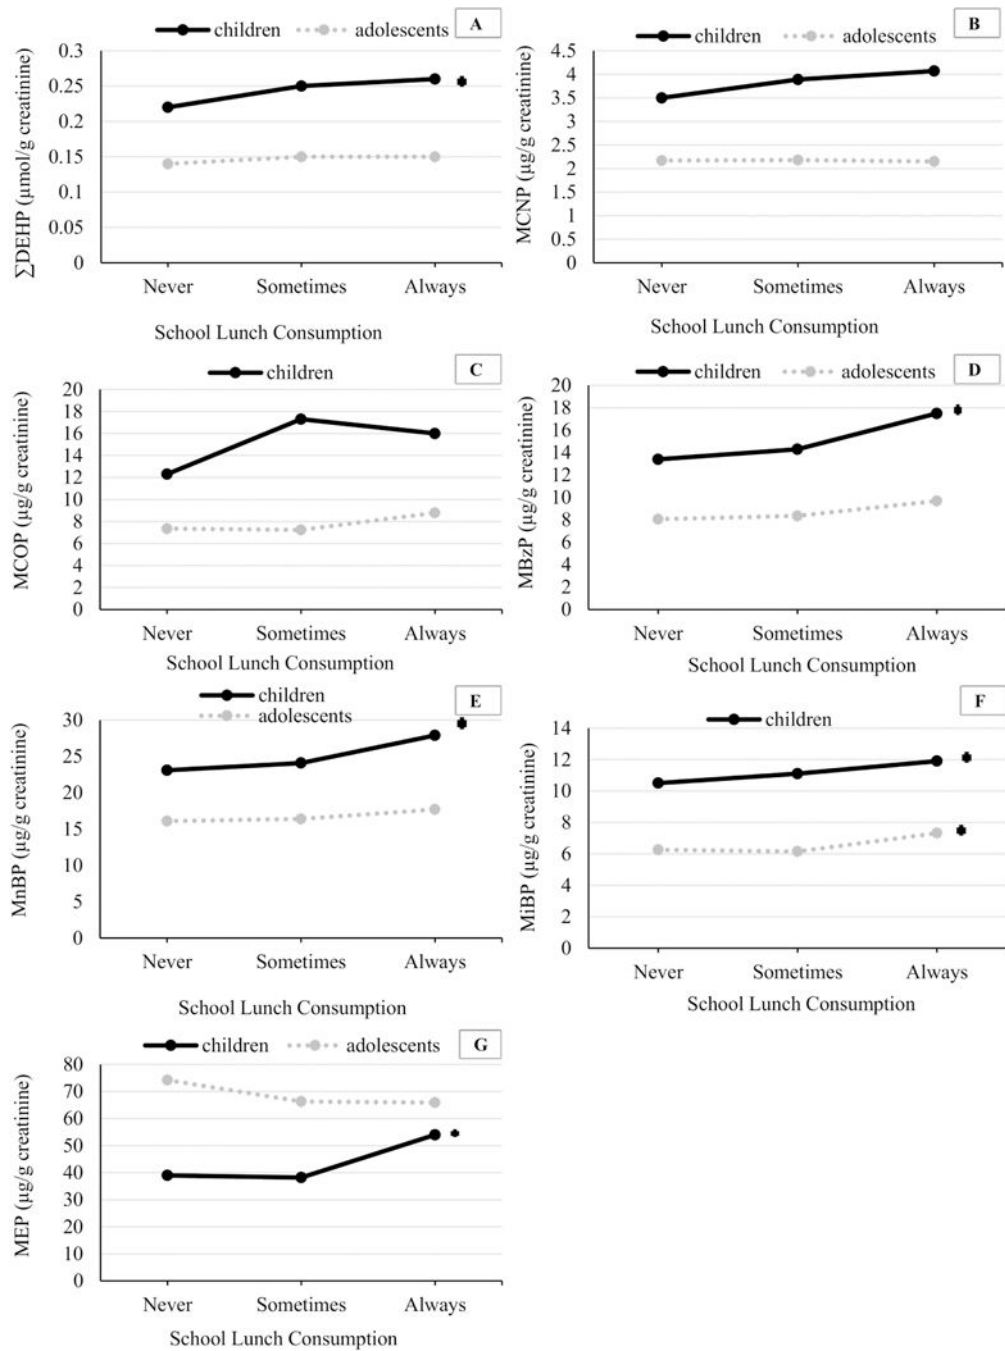 children adolescents A
∑DEHP (µmol/g creatinine)
0.3
0.25
0.2
0.15
0.1
0.05
0
Never Sometimes Always
School Lunch Consumption
children adolescents B
MCNP (µg/g creatinine)
4.5
4
3.5
3
2.5
2
1.5
1
0.5
0
Never Sometimes Always
School Lunch Consumption
children C
MCOP (µg/g creatinine)
20
18
16
14
12
10
8
6
4
2
0
Never Sometimes Always
School Lunch Consumption
children adolescents D
MBzP (µg/g creatinine)
20
18
16
14
12
10
8
6
4
2
0
Never Sometimes Always
School Lunch Consumption
children E
adolescents
MnBP (µg/g creatinine)
30
25
20
15
10
5
0
Never Sometimes Always
School Lunch Consumption
children F
MiBP (µg/g creatinine)
14
12
10
8
6
4
2
0
Never Sometimes Always
School Lunch Consumption
children adolescents G
MEP (µg/g creatinine)
80
70
60
50
40
30
20
10
0
Never Sometimes Always
School Lunch Consumption